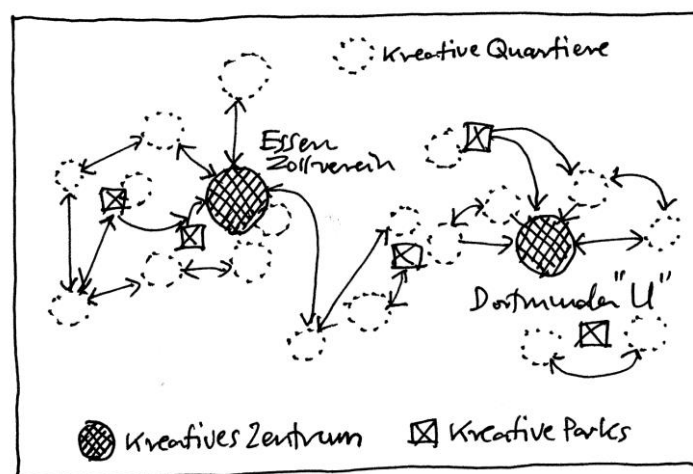 Kreative Quartiere
Essen
Zollverein
Dortmunder "U"
Kreatives Zentrum
Kreative Parks